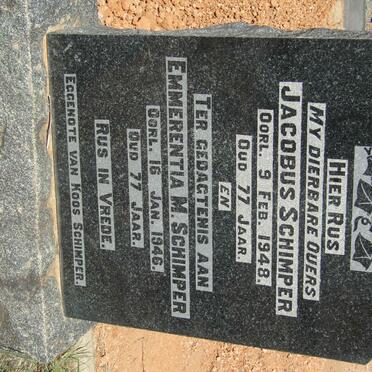 HIER RUS
MY DIERBARE OUERS
JACOBUS SCHIMPER
OORL. 9 FEB. 1948.
OUD 77 JAAR.
EN
TER GEDAGTENIS AAN
EMMERENTIA M. SCHIMPER
OORL. 16 JAN. 1946.
OUD 77 JAAR.
RUS IN VREDE.
EGGENOTE VAN KOOS SCHIMPER.